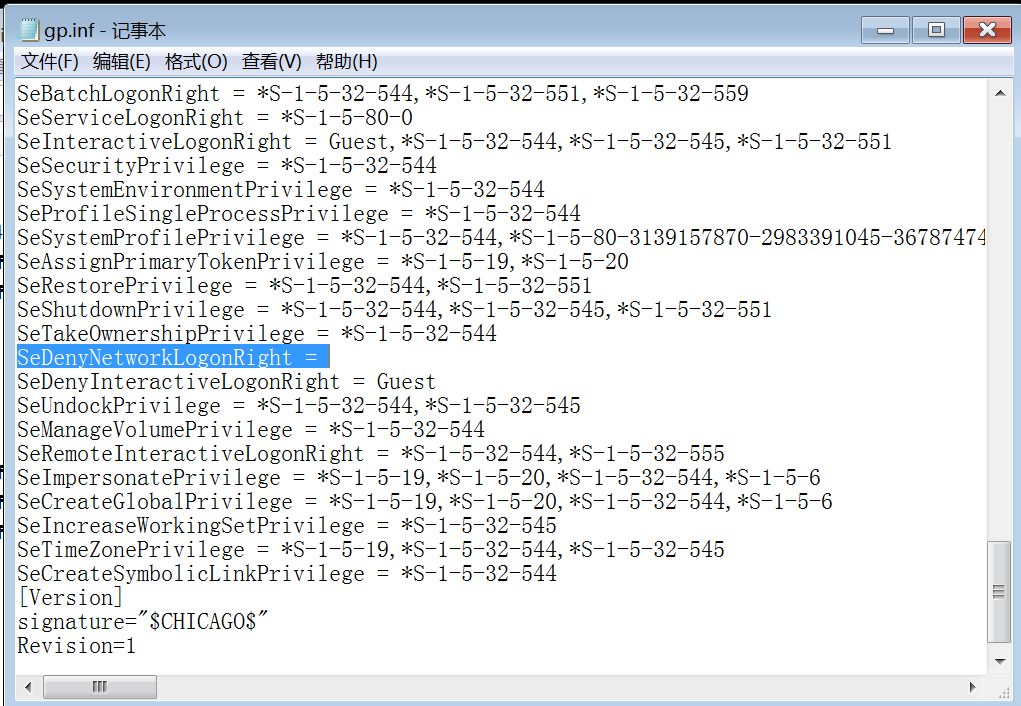 gp.inf - 记事本
文件(F) 编辑(E) 格式(O) 查看(V) 帮助(H)
SeBatchLogonRight = *S-1-5-32-544,*S-1-5-32-551,*S-1-5-32-559
SeServiceLogonRight = *S-1-5-80-0
SeInteractiveLogonRight = Guest,*S-1-5-32-544,*S-1-5-32-545,*S-1-5-32-551
SeSecurityPrivilege = *S-1-5-32-544
SeSystemEnvironmentPrivilege = *S-1-5-32-544
SeProfileSingleProcessPrivilege = *S-1-5-32-544
SeSystemProfilePrivilege = *S-1-5-32-544,*S-1-5-80-3139157870-2983391045-36787474
SeAssignPrimaryTokenPrivilege = *S-1-5-19,*S-1-5-20
SeRestorePrivilege = *S-1-5-32-544,*S-1-5-32-551
SeShutdownPrivilege = *S-1-5-32-544,*S-1-5-32-545,*S-1-5-32-551
SeTakeOwnershipPrivilege = *S-1-5-32-544
SeDenyNetworkLogonRight =
SeDenyInteractiveLogonRight = Guest
SeUndockPrivilege = *S-1-5-32-544,*S-1-5-32-545
SeManageVolumePrivilege = *S-1-5-32-544
SeRemoteInteractiveLogonRight = *S-1-5-32-544,*S-1-5-32-555
SeImpersonatePrivilege = *S-1-5-19,*S-1-5-20,*S-1-5-32-544,*S-1-5-6
SeCreateGlobalPrivilege = *S-1-5-19,*S-1-5-20,*S-1-5-32-544,*S-1-5-6
SeIncreaseWorkingSetPrivilege = *S-1-5-32-545
SeTimeZonePrivilege = *S-1-5-19,*S-1-5-32-544,*S-1-5-32-545
SeCreateSymbolicLinkPrivilege = *S-1-5-32-544
[Version]
signature="$CHICAGO$"
Revision=1